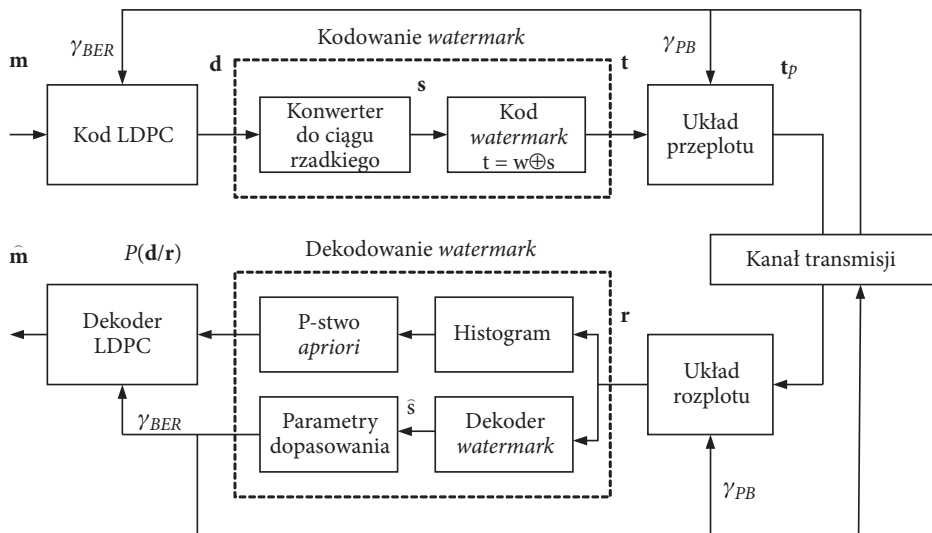 Kodowanie watermark
γBER
γPB
m
d
s
t
tp
Kod LDPC
Konwerter
do ciągu
rzadkiego
Kod
watermark
t = w⊕s
Układ
przeplotu
Kanał transmisji
Dekodowanie watermark
m̂
P(d/r)
r
Dekoder
LDPC
P-stwo
apriori
Histogram
Układ
rozplotu
γBER
Parametry
dopasowania
ŝ
Dekoder
watermark
γPB